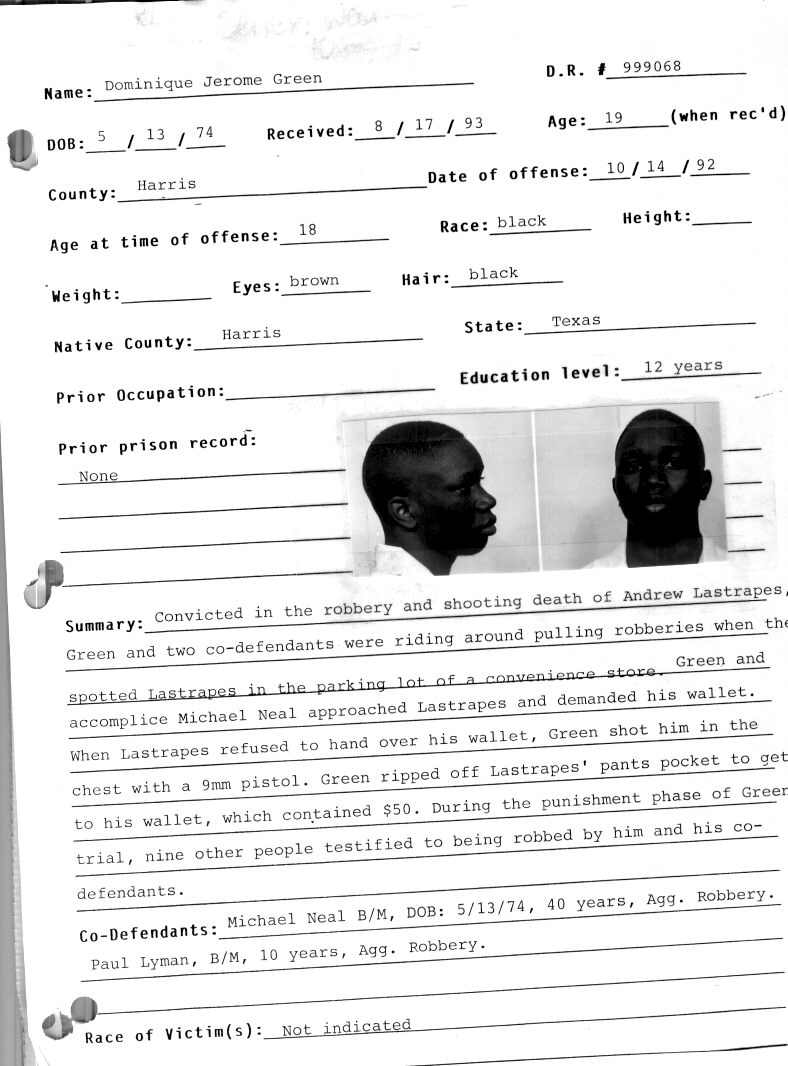 Name: Dominique Jerome Green D.R. # 999068
DOB: 5 / 13 / 74 Received: 8 / 17 / 93 Age: 19 (when rec'd)
County: Harris Date of offense: 10 / 14 / 92
Age at time of offense: 18 Race: black Height:
Weight: Eyes: brown Hair: black
Native County: Harris State: Texas
Prior Occupation: Education level: 12 years
Prior prison record:
None
Summary: Convicted in the robbery and shooting death of Andrew Lastrapes,
Green and two co-defendants were riding around pulling robberies when the
spotted Lastrapes in the parking lot of a convenience store. Green and
accomplice Michael Neal approached Lastrapes and demanded his wallet.
When Lastrapes refused to hand over his wallet, Green shot him in the
chest with a 9mm pistol. Green ripped off Lastrapes' pants pocket to get
to his wallet, which contained $50. During the punishment phase of Green
trial, nine other people testified to being robbed by him and his co-
defendants.
Co-Defendants: Michael Neal B/M, DOB: 5/13/74, 40 years, Agg. Robbery.
Paul Lyman, B/M, 10 years, Agg. Robbery.
Race of Victim(s): Not indicated